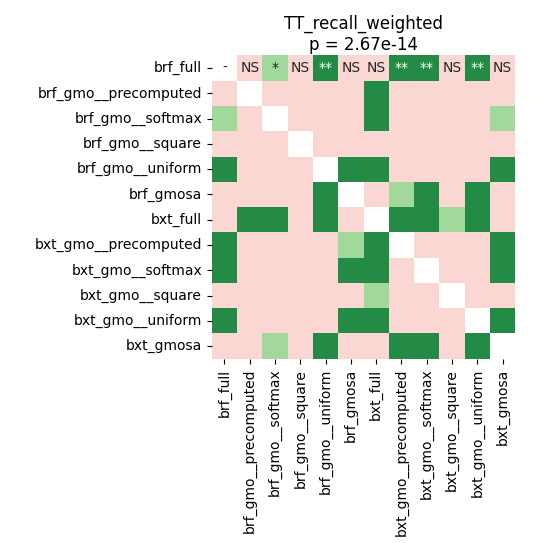 TT_recall_weighted
p = 2.67e-14
brf_full - NS * NS ** NS NS ** ** NS ** NS
brf_gmo__precomputed
brf_gmo__softmax
brf_gmo__square
brf_gmo__uniform
brf_gmosa
bxt_full
bxt_gmo__precomputed
bxt_gmo__softmax
bxt_gmo__square
bxt_gmo__uniform
bxt_gmosa
brf_full
brf_gmo__precomputed
brf_gmo__softmax
brf_gmo__square
brf_gmo__uniform
brf_gmosa
bxt_full
bxt_gmo__precomputed
bxt_gmo__softmax
bxt_gmo__square
bxt_gmo__uniform
bxt_gmosa